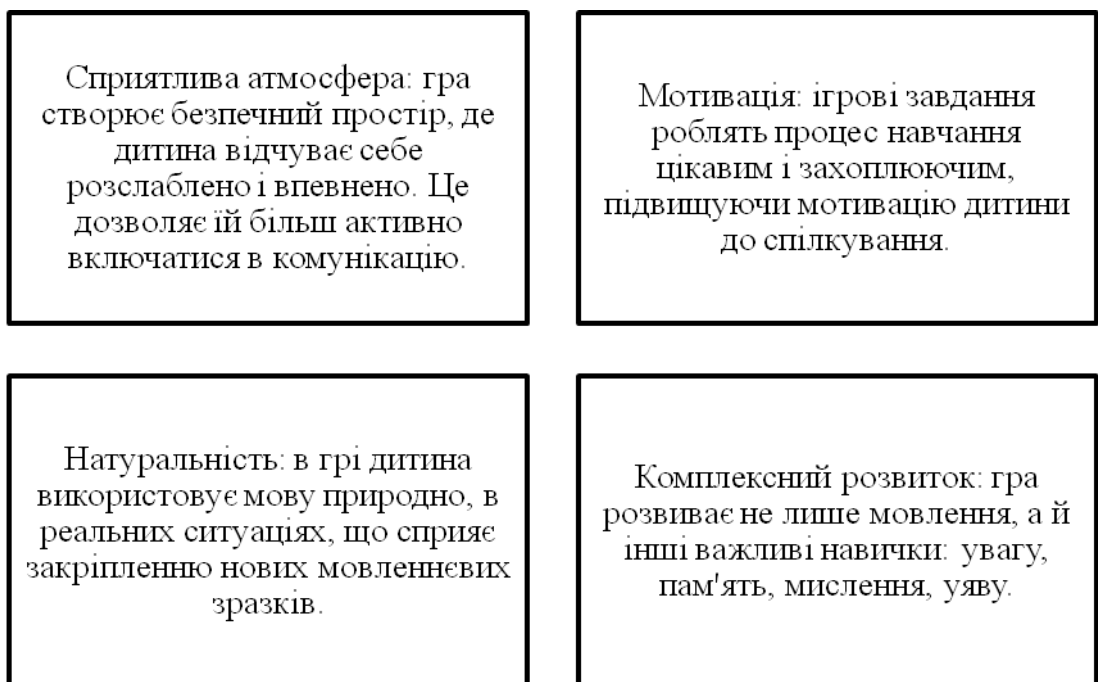 Сприятлива атмосфера: гра
створює безпечний простір, де
дитина відчуває себе
розслаблено і впевнено. Це
дозволяє їй більш активно
включатися в комунікацію.
Мотивація: ігрові завдання
роблять процес навчання
цікавим і захоплюючим,
підвищуючи мотивацію дитини
до спілкування.
Натуральність: в грі дитина
використовує мову природно, в
реальних ситуаціях, що сприяє
закріпленню нових мовленнєвих
зразків.
Комплексний розвиток: гра
розвиває не лише мовлення, а й
інші важливі навички: увагу,
пам'ять, мислення, уяву.